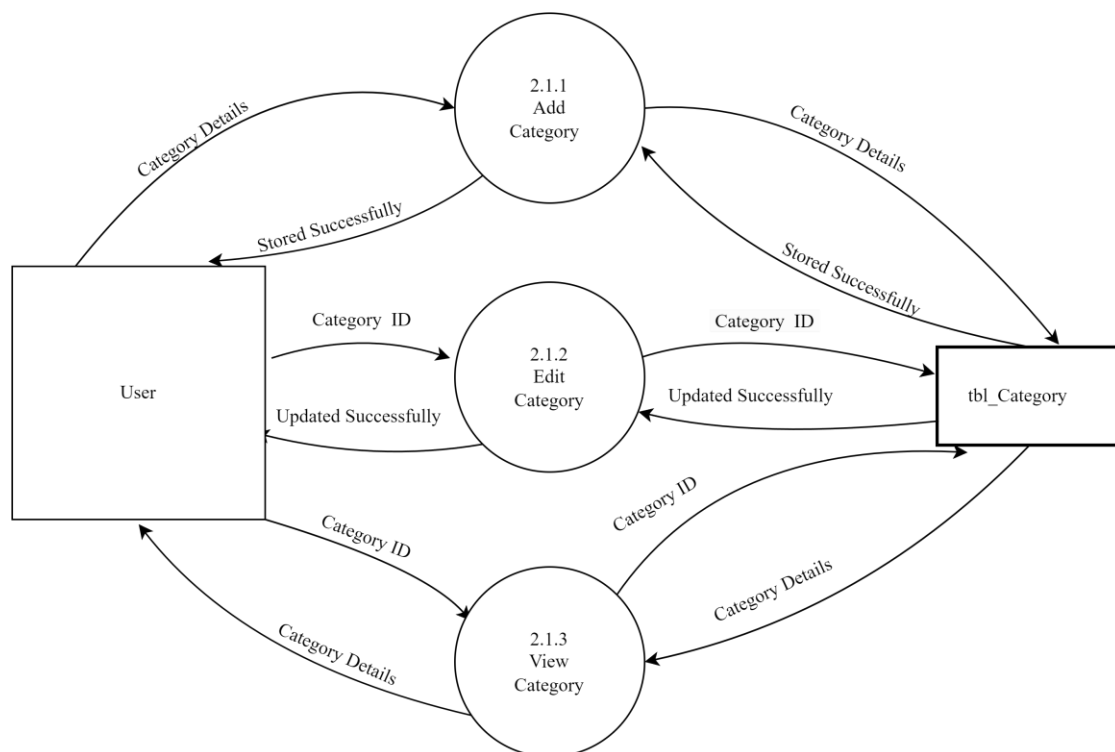 2.1.1
Add
Category
Category Details
Category Details
Stored Successfully
Stored Successfully
Category ID
Category ID
2.1.2
Edit
Category
User
tbl_Category
Updated Successfully
Updated Successfully
Category ID
Category ID
Category Details
Category Details
2.1.3
View
Category